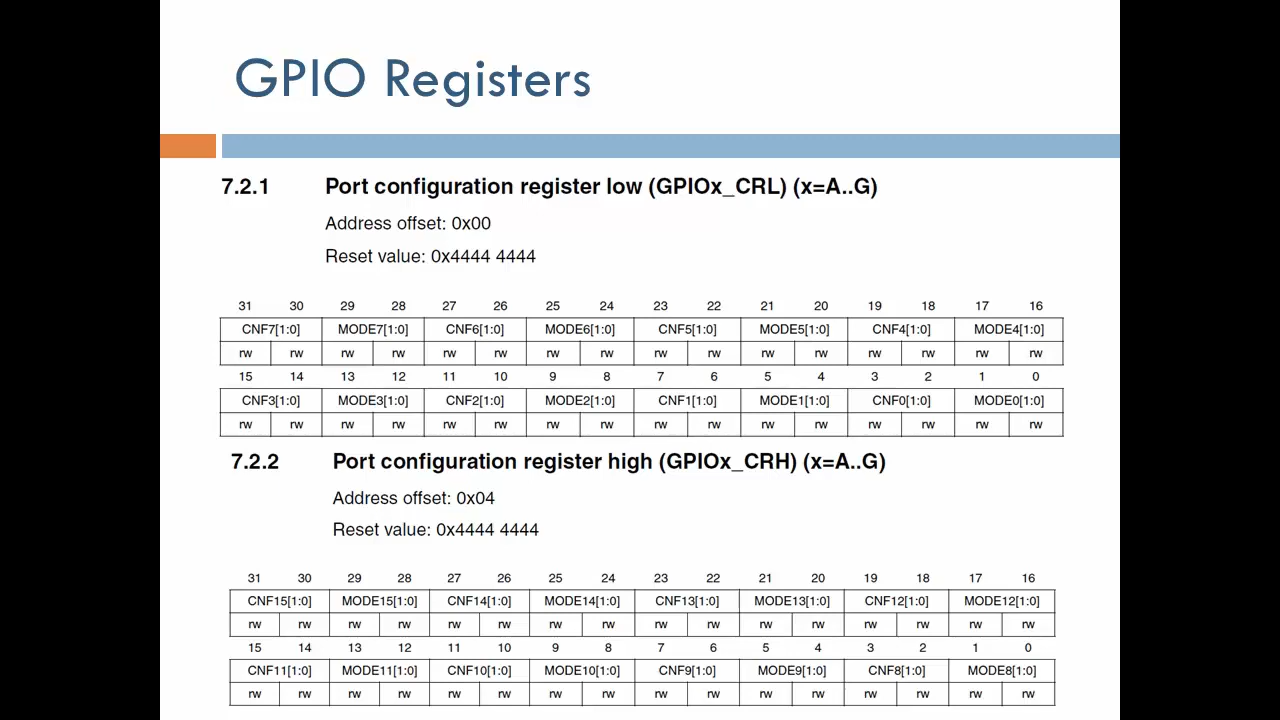 GPIO Registers
7.2.1 Port configuration register low (GPIOx_CRL) (x=A..G)
Address offset: 0x00
Reset value: 0x4444 4444
31 30 29 28 27 26 25 24 23 22 21 20 19 18 17 16
CNF7[1:0] MODE7[1:0] CNF6[1:0] MODE6[1:0] CNF5[1:0] MODE5[1:0] CNF4[1:0] MODE4[1:0]
rw rw rw rw rw rw rw rw rw rw rw rw rw rw rw rw
15 14 13 12 11 10 9 8 7 6 5 4 3 2 1 0
CNF3[1:0] MODE3[1:0] CNF2[1:0] MODE2[1:0] CNF1[1:0] MODE1[1:0] CNF0[1:0] MODE0[1:0]
rw rw rw rw rw rw rw rw rw rw rw rw rw rw rw rw
7.2.2 Port configuration register high (GPIOx_CRH) (x=A..G)
Address offset: 0x04
Reset value: 0x4444 4444
31 30 29 28 27 26 25 24 23 22 21 20 19 18 17 16
CNF15[1:0] MODE15[1:0] CNF14[1:0] MODE14[1:0] CNF13[1:0] MODE13[1:0] CNF12[1:0] MODE12[1:0]
rw rw rw rw rw rw rw rw rw rw rw rw rw rw rw rw
15 14 13 12 11 10 9 8 7 6 5 4 3 2 1 0
CNF11[1:0] MODE11[1:0] CNF10[1:0] MODE10[1:0] CNF9[1:0] MODE9[1:0] CNF8[1:0] MODE8[1:0]
rw rw rw rw rw rw rw rw rw rw rw rw rw rw rw rw